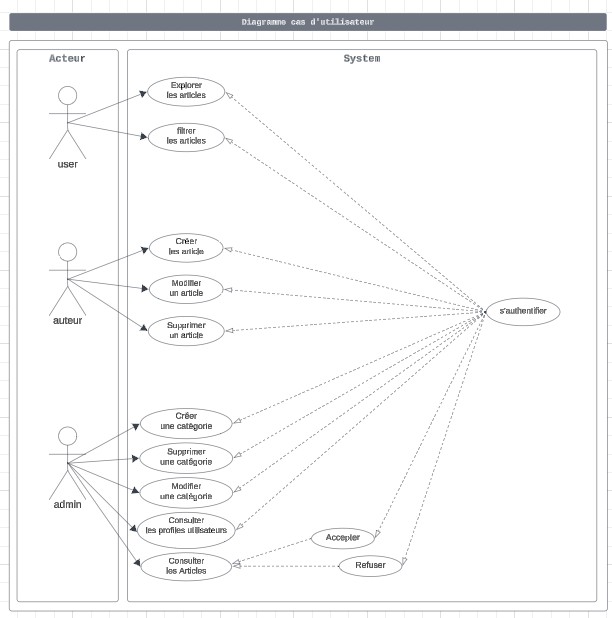 Diagramme cas d'utilisateur
Acteur
System
Explorer
les articles
filtrer
les articles
user
Créer
les article
Modifier
un article
Supprimer
un article
auteur
s'authentifier
Créer
une catégorie
Supprimer
une catégorie
Modifier
une catégorie
admin
Consulter
les profiles utilisateurs
Accepter
Consulter
les Articles
Refuser